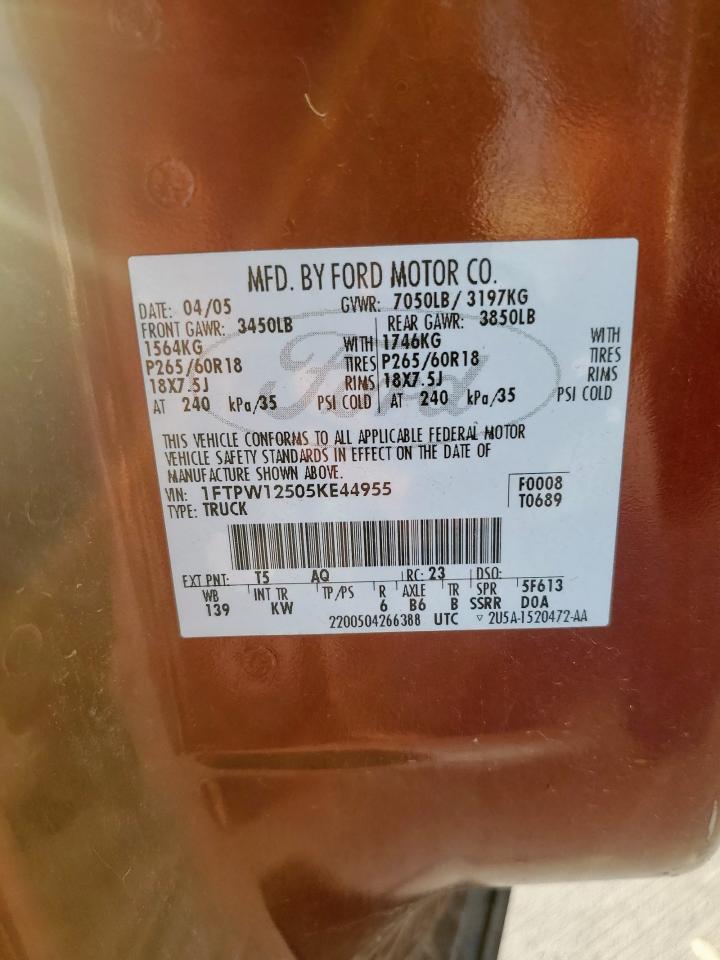 MFD. BY FORD MOTOR CO.
DATE: 04/05 GVWR: 7050LB/ 3197KG
FRONT GAWR: 3450LB REAR GAWR: 3850LB
1564KG WITH 1746KG WITH
P265/60R18 TIRES P265/60R18 TIRES
18X7.5J RIMS 18X7.5J RIMS
AT 240 kPa/35 PSI COLD AT 240 kPa/35 PSI COLD
Ford
THIS VEHICLE CONFORMS TO ALL APPLICABLE FEDERAL MOTOR
VEHICLE SAFETY STANDARDS IN EFFECT ON THE DATE OF
MANUFACTURE SHOWN ABOVE.
VIN: 1FTPW12505KE44955 F0008
TYPE: TRUCK T0689
EXT PNT: T5 AQ RC: 23 DSO:
WB INT TR TP/PS R AXLE TR SPR 5F613
139 KW 6 B6 B SSRR DOA
2200504266388 UTC ▽ 2U5A-1520472-AA